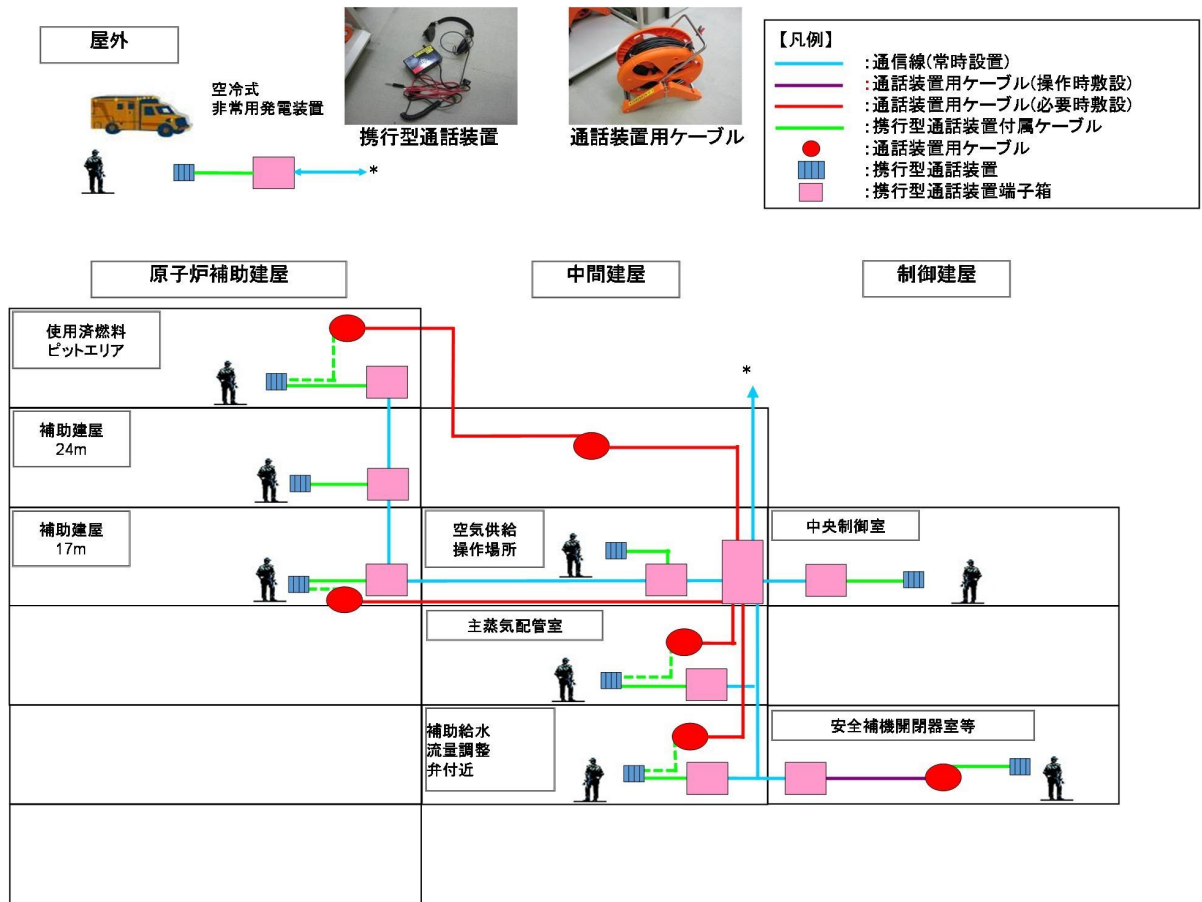 屋外
空冷式
非常用発電装置
*
携行型通話装置
通話装置用ケーブル
【凡例】
:通信線(常時設置)
:通話装置用ケーブル(操作時敷設)
:通話装置用ケーブル(必要時敷設)
:携行型通話装置付属ケーブル
:通話装置用ケーブル
:携行型通話装置
:携行型通話装置端子箱
原子炉補助建屋
中間建屋
制御建屋
使用済燃料
ピットエリア
*
補助建屋
24m
補助建屋
17m
空気供給
操作場所
中央制御室
主蒸気配管室
補助給水
流量調整
弁付近
安全補機開閉器室等